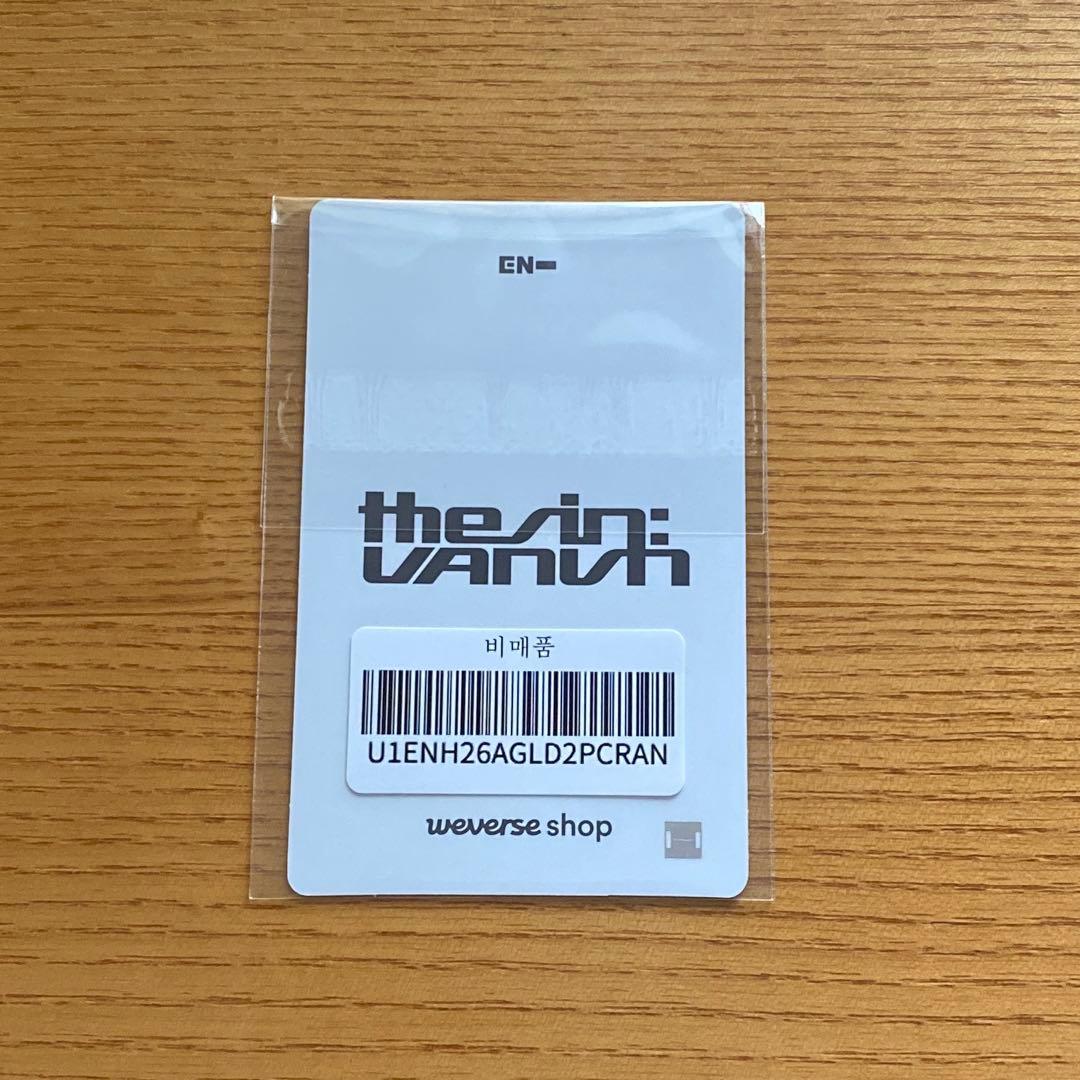 EN-
the sin:
VANISH
비매품
U1ENH26AGLD2PCRAN
weverse shop